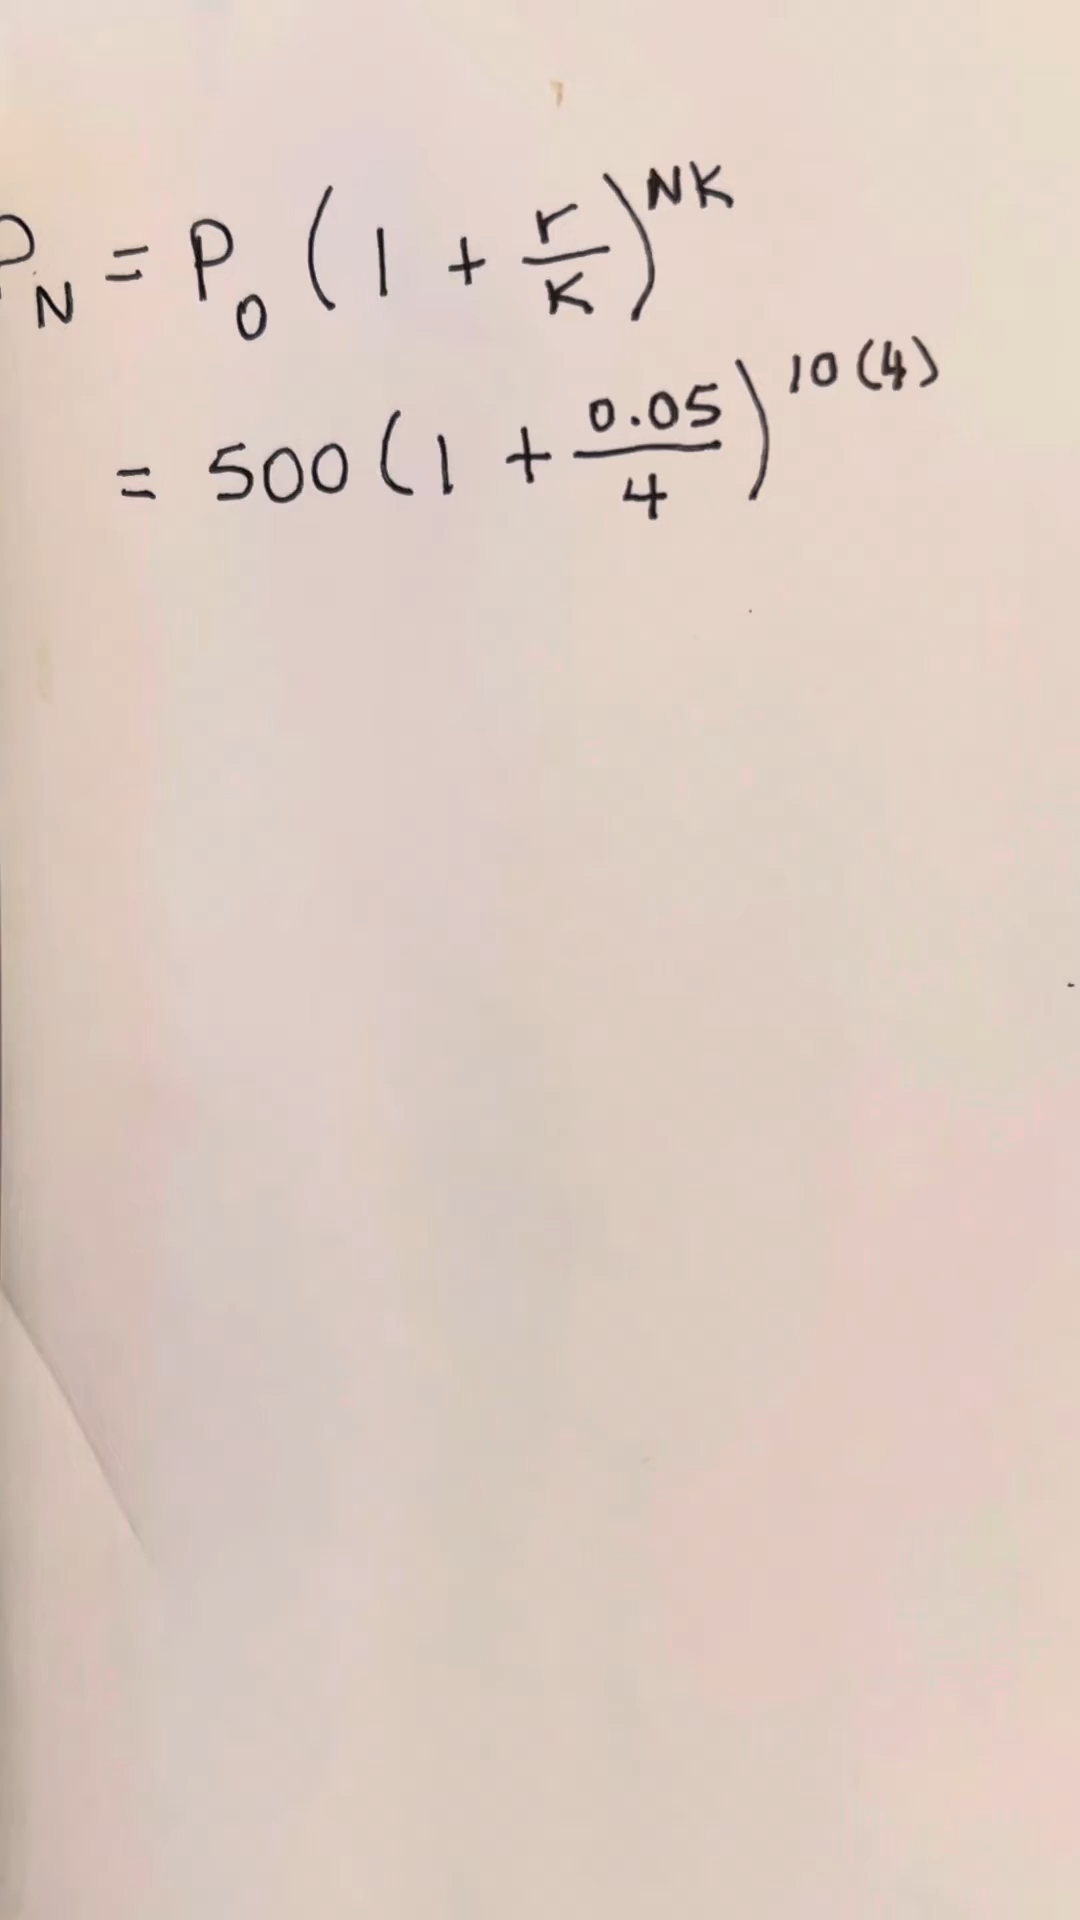 P_N = P_0 (1 + r/K)^NK
= 500 (1 + 0.05/4)^10(4)